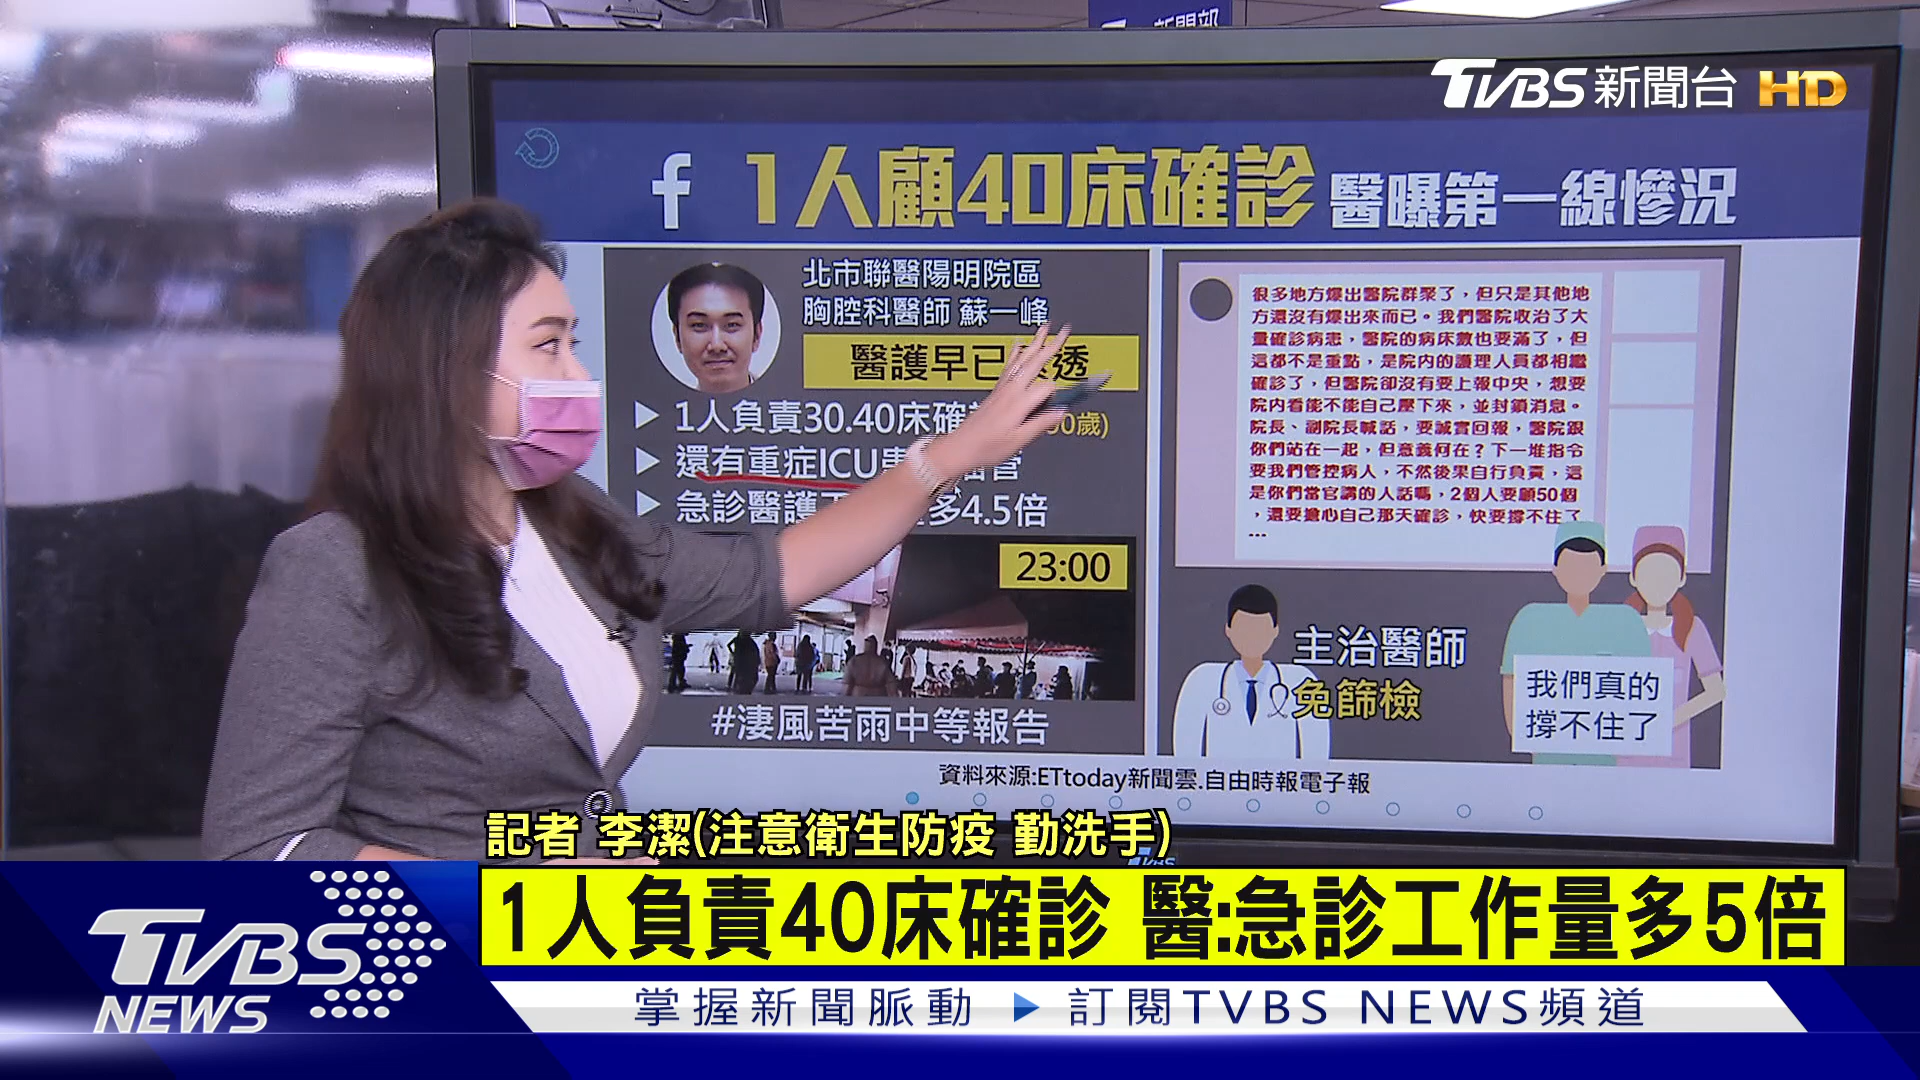 新聞部
TVBS新聞台 HD
1人顧40床確診 醫曝第一線慘況
北市聯醫陽明院區
胸腔科醫師 蘇一峰
醫護早已 透
1人負責30.40床確 0歲)
還有重症ICU 插管
急診醫護 多4.5倍
23:00
#淒風苦雨中等報告
很多地方爆出醫院群聚了，但只是其他地
方還沒有爆出來而已。我們醫院收治了大
量確診病患，醫院的病床數也要滿了，但
這都不是重點，是院內的護理人員都相繼
確診了，但醫院卻沒有要上報中央，想要
院內看能不能自己壓下來，並封鎖消息。
院長、副院長喊話，要誠實回報，醫院跟
你們站在一起，但意義何在？下一堆指令
要我們管控病人，不然後果自行負責，這
是你們當官講的人話嗎，2個人要顧50個
，還要擔心自己那天確診，快要撐不住了
...
主治醫師
免篩檢
我們真的
撐不住了
資料來源:ETtoday新聞雲.自由時報電子報
TVBS
記者 李潔(注意衛生防疫 勤洗手)
1人負責40床確診 醫:急診工作量多5倍
TVBS
NEWS
掌握新聞脈動 ▶ 訂閱TVBS NEWS頻道